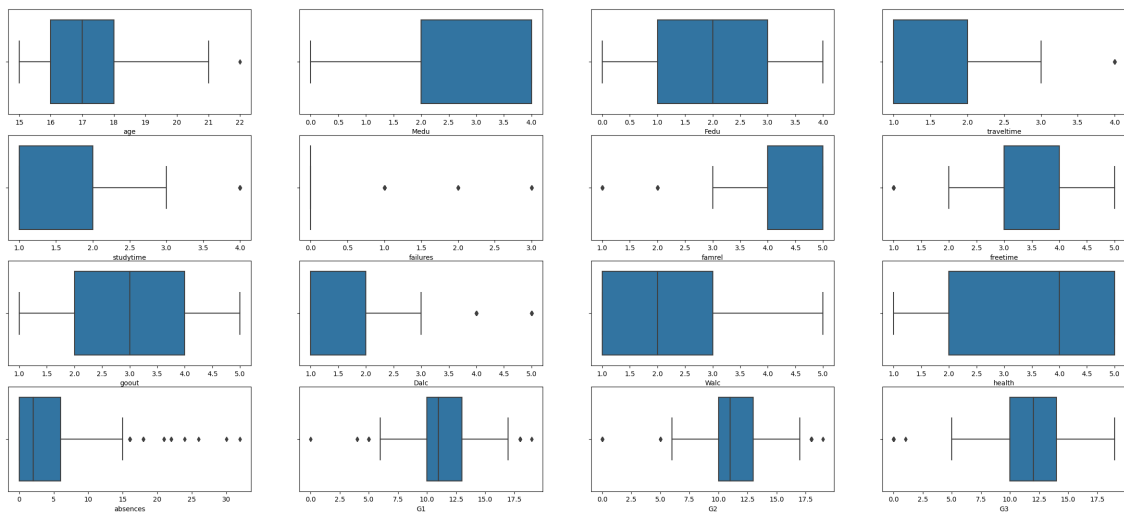 15 16 17 18 19 20 21 22
age
0.0 0.5 1.0 1.5 2.0 2.5 3.0 3.5 4.0
Medu
0.0 0.5 1.0 1.5 2.0 2.5 3.0 3.5 4.0
Fedu
1.0 1.5 2.0 2.5 3.0 3.5 4.0
traveltime
1.0 1.5 2.0 2.5 3.0 3.5 4.0
studytime
0.0 0.5 1.0 1.5 2.0 2.5 3.0
failures
1.0 1.5 2.0 2.5 3.0 3.5 4.0 4.5 5.0
famrel
1.0 1.5 2.0 2.5 3.0 3.5 4.0 4.5 5.0
freetime
1.0 1.5 2.0 2.5 3.0 3.5 4.0 4.5 5.0
goout
1.0 1.5 2.0 2.5 3.0 3.5 4.0 4.5 5.0
Dalc
1.0 1.5 2.0 2.5 3.0 3.5 4.0 4.5 5.0
Walc
1.0 1.5 2.0 2.5 3.0 3.5 4.0 4.5 5.0
health
0 5 10 15 20 25 30
absences
0.0 2.5 5.0 7.5 10.0 12.5 15.0 17.5
G1
0.0 2.5 5.0 7.5 10.0 12.5 15.0 17.5
G2
0.0 2.5 5.0 7.5 10.0 12.5 15.0 17.5
G3